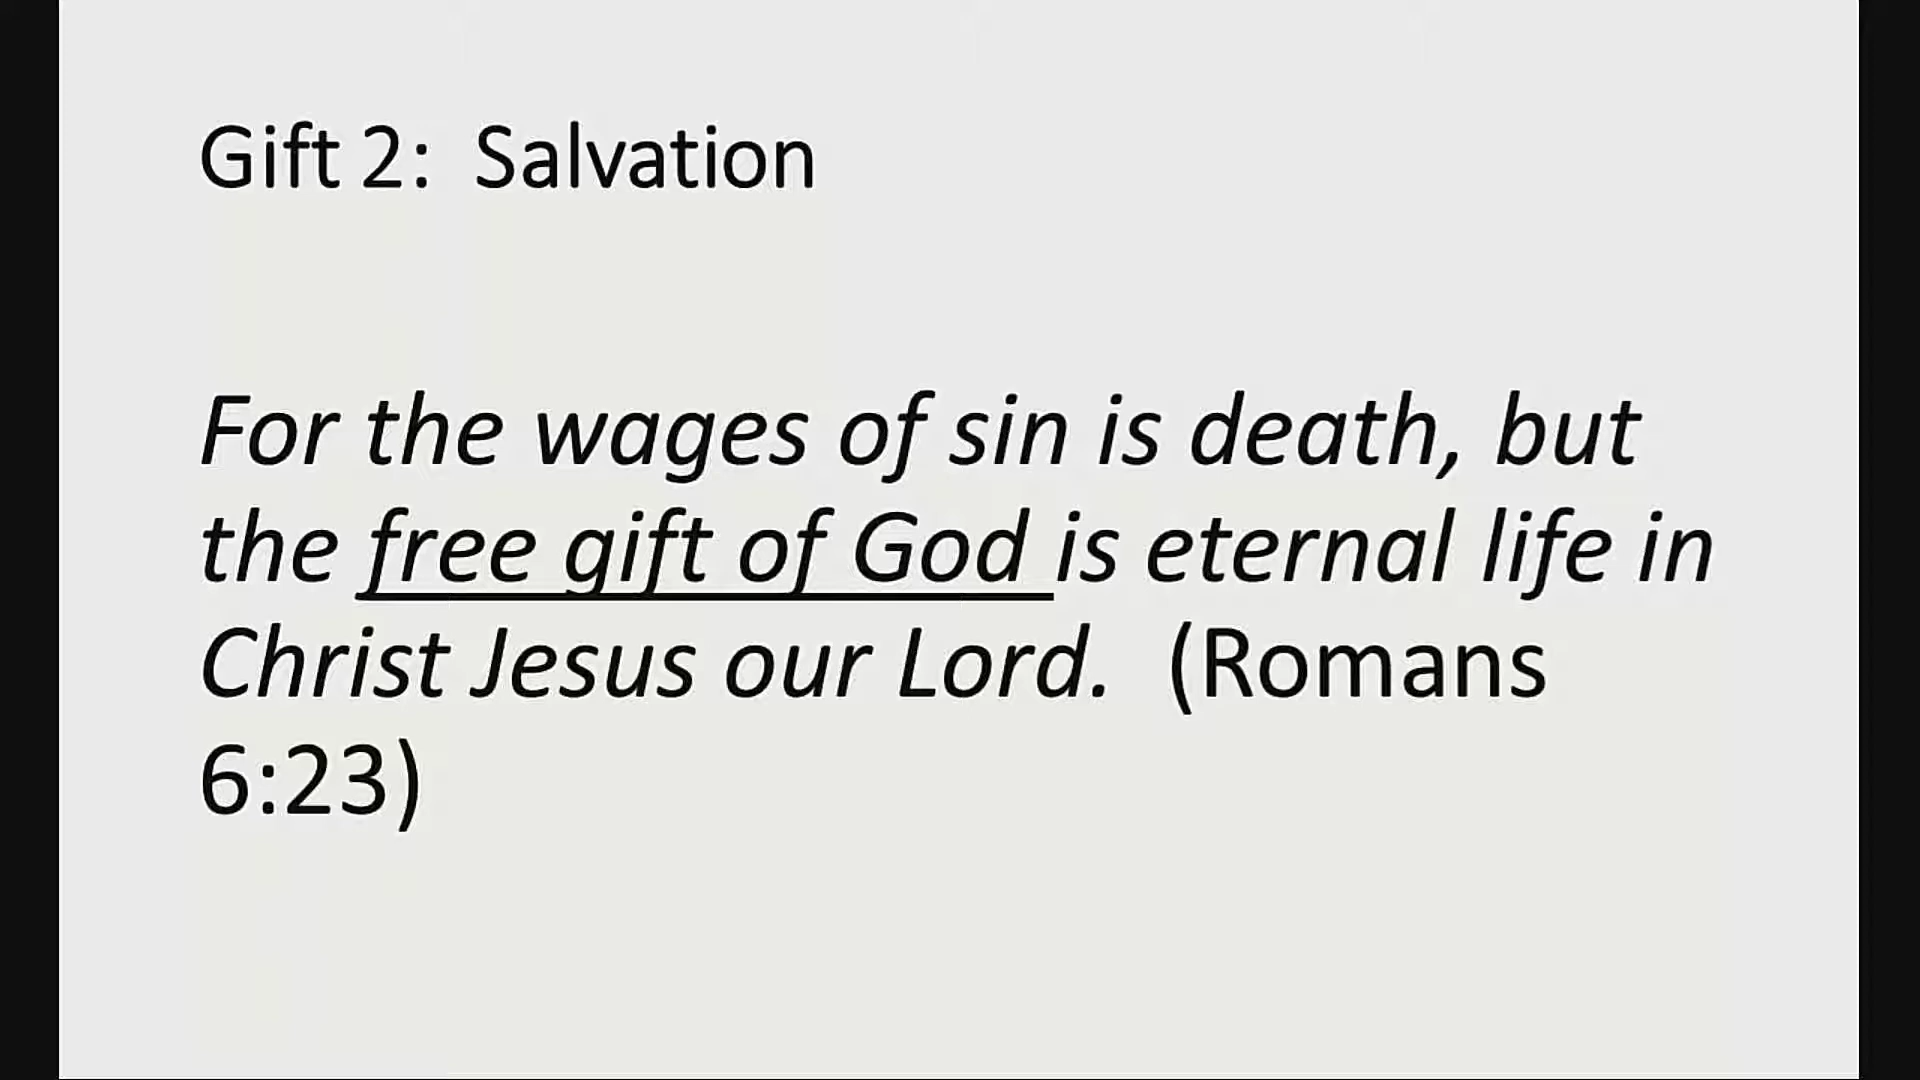 Gift 2:  Salvation
For the wages of sin is death, but
the free gift of God is eternal life in
Christ Jesus our Lord.  (Romans
6:23)